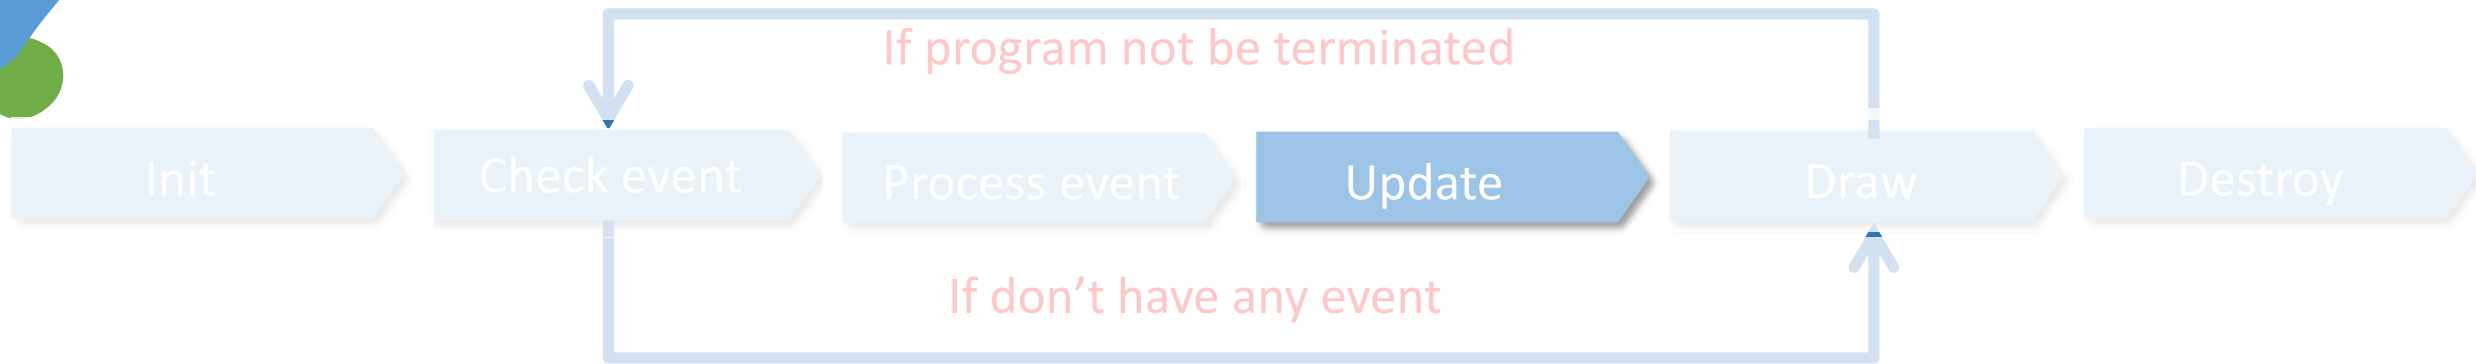 If program not be terminated
Init
Check event
Process event
Update
Draw
Destroy
If don’t have any event